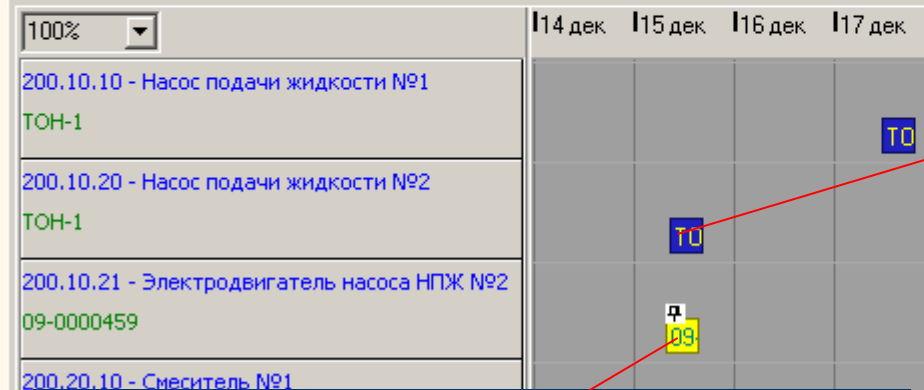 100%
14 дек 15 дек 16 дек 17 дек
200.10.10 - Насос подачи жидкости №1
ТОН-1
ТО
200.10.20 - Насос подачи жидкости №2
ТОН-1
ТО
200.10.21 - Электродвигатель насоса НПЖ №2
09-0000459
09-
200.20.10 - Смеситель №1